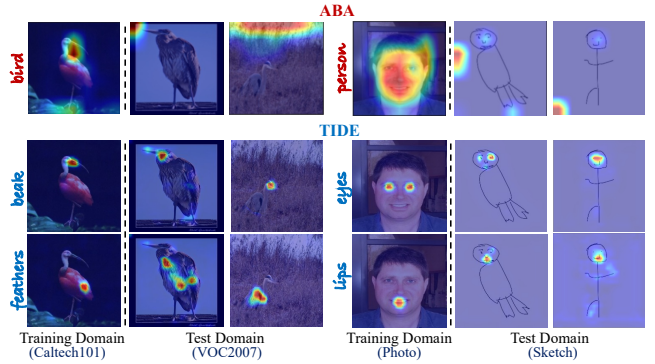 ABA
bird
person
TIDE
beak
eyes
feathers
lips
Training Domain
(Caltech101)
Test Domain
(VOC2007)
Training Domain
(Photo)
Test Domain
(Sketch)